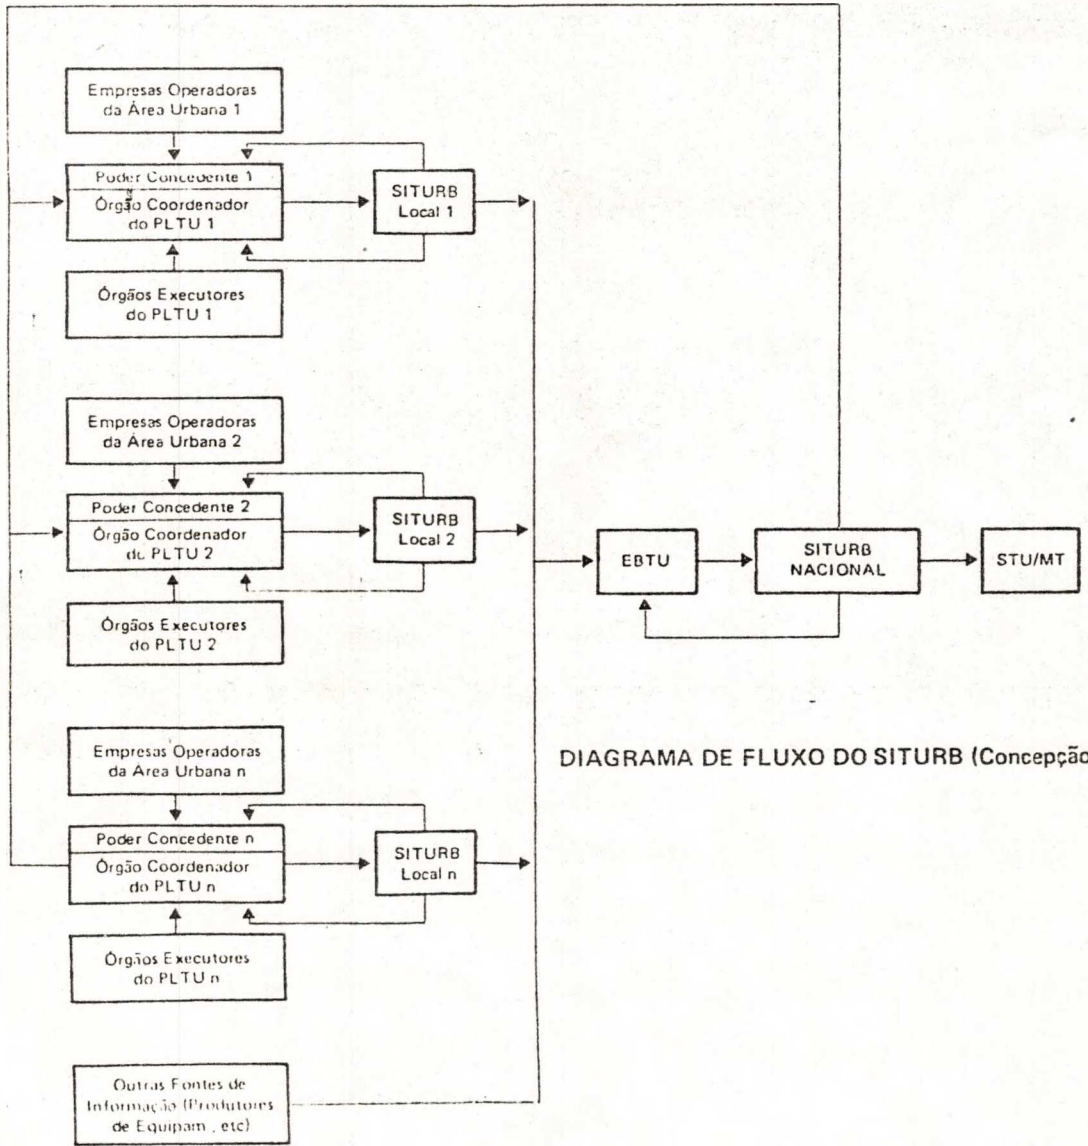 Empresas Operadoras
da Área Urbana 1
Poder Concedente 1
Órgão Coordenador
do PLTU 1
SITURB
Local 1
Órgãos Executores
do PLTU 1
Empresas Operadoras
da Área Urbana 2
Poder Concedente 2
Órgão Coordenador
do PLTU 2
SITURB
Local 2
Órgãos Executores
do PLTU 2
EBTU
SITURB
NACIONAL
STU/MT
Empresas Operadoras
da Área Urbana n
DIAGRAMA DE FLUXO DO SITURB (Concepção
Poder Concedente n
Órgão Coordenador
do PLTU n
SITURB
Local n
Órgãos Executores
do PLTU n
Outras Fontes de
Informação (Produtores
de Equipam., etc)